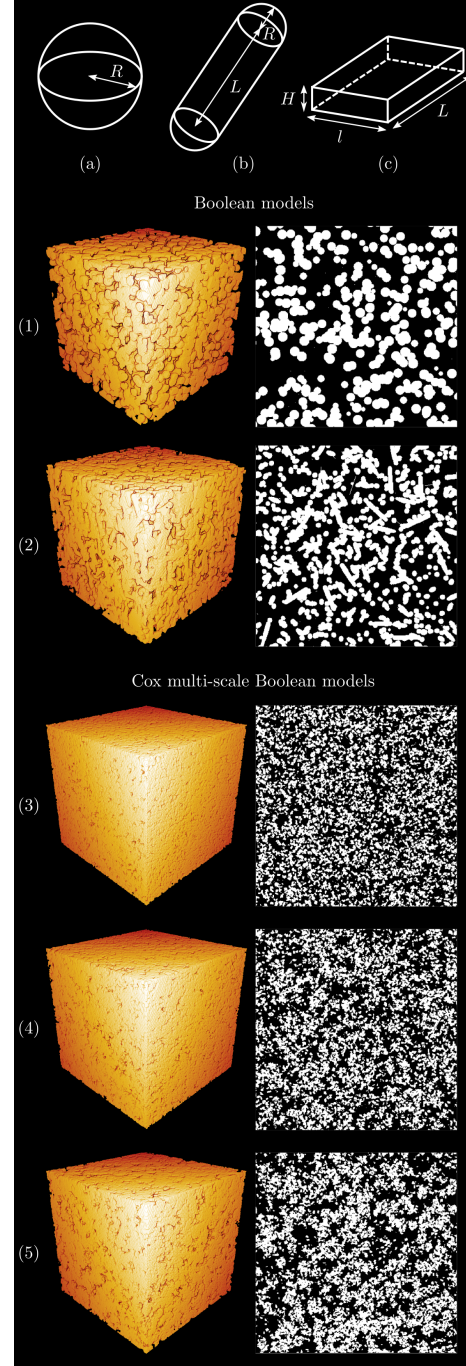 R
R
L
H
l
L
(a)
(b)
(c)
Boolean models
(1)
(2)
Cox multi-scale Boolean models
(3)
(4)
(5)